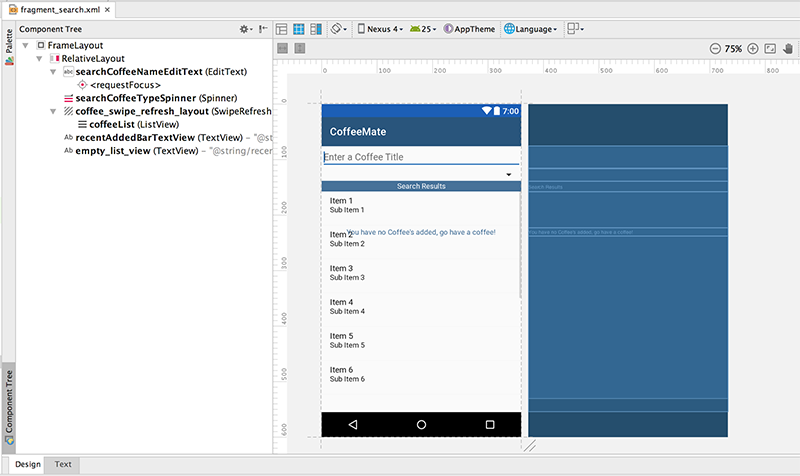 fragment_search.xml
Palette
Component Tree
Nexus 4
25
AppTheme
Language
75%
FrameLayout
RelativeLayout
searchCoffeeNameEditText (EditText)
<requestFocus>
searchCoffeeTypeSpinner (Spinner)
coffee_swipe_refresh_layout (SwipeRefresh
coffeeList (ListView)
Ab recentAddedBarTextView (TextView) - "@st
Ab empty_list_view (TextView) - "@string/recen
0 100 200 300 400 500 600 700 800
0
100
200
300
400
500
600
7:00
CoffeeMate
Enter a Coffee Title
Search Results
Item 1
Sub Item 1
You have no Coffee's added, go have a coffee!
Item 2
Sub Item 2
Item 3
Sub Item 3
Item 4
Sub Item 4
Item 5
Sub Item 5
Item 6
Sub Item 6
Search Results
You have no Coffee's added, go have a coffee!
Component Tree
Design Text